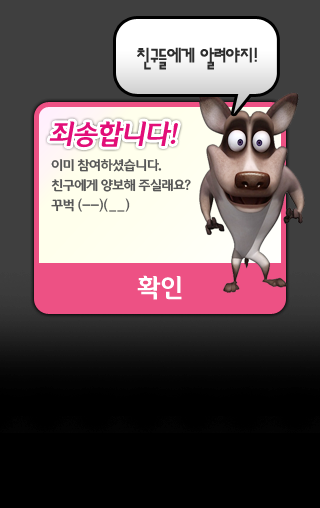 친구들에게 알려야지!
죄송합니다!
이미 참여하셨습니다.
친구에게 양보해 주실래요?
꾸벅 (--)(__)
확인